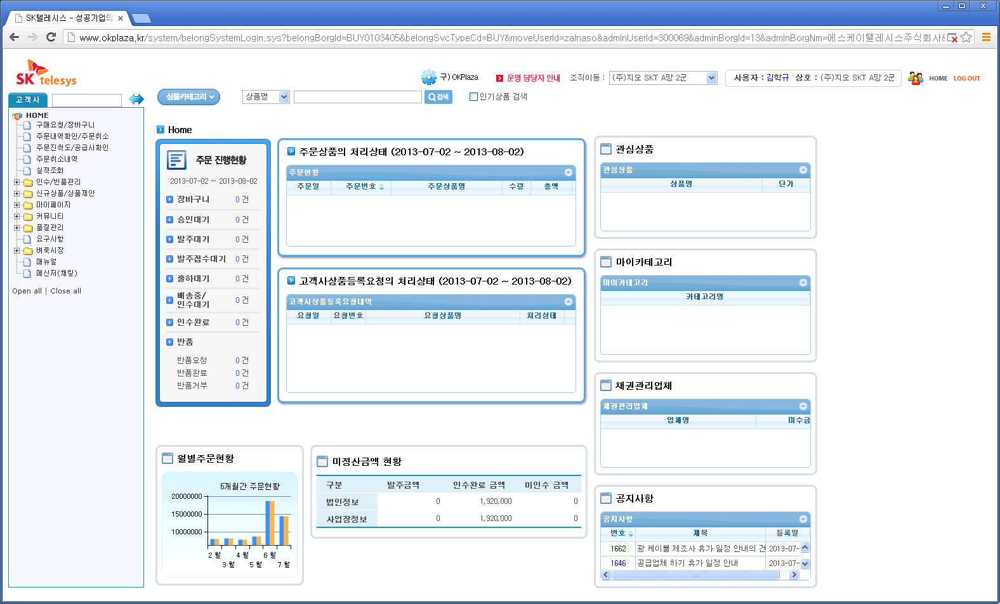 SK텔레시스 - 성공기업의
www.okplaza.kr/system/belongSystemLogin.sys?belongBorgId=BUY0103405&belongSvcTypeCd=BUY&moveUserId=zalnaso&adminUserId=300069&adminBorgId=13&adminBorgNm=에스케이텔레시스주식회사&
SK telesys
구) OKPlaza
운영 담당자 안내
조직이동 :
(주)지오 SKT A망 2군
사용자 : 김학규 상호 : (주)지오 SKT A망 2군
HOME
LOG OUT
고객사
상품카테고리
상품명
검색
인기상품 검색
HOME
구매요청/장바구니
주문내역확인/주문취소
주문진척도/공급사확인
주문취소내역
실적조회
인수/반품관리
신규상품/상품제안
마이페이지
커뮤니티
품질관리
요구사항
벼룩시장
매뉴얼
메신저(채팅)
Open all | Close all
Home
주문 진행현황
2013-07-02 ~ 2013-08-02
장바구니 0 건
승인대기 0 건
발주대기 0 건
발주접수대기 0 건
출하대기 0 건
배송중/
인수대기 0 건
인수완료 0 건
반품
반품요청 0 건
반품완료 0 건
반품거부 0 건
주문상품의 처리상태 (2013-07-02 ~ 2013-08-02)
주문현황
주문일 주문번호 주문상품명 수량 총액
고객사상품등록요청의 처리상태 (2013-07-02 ~ 2013-08-02)
고객사상품등록요청내역
요청일 요청번호 요청상품명 처리상태
관심상품
관심상품
상품명 단가
마이카테고리
마이카테고리
카테고리명
채권관리업체
채권관리업체
업체명 미수금
월별주문현황
6개월간 주문현황
20000000
15000000
10000000
2 월 4 월 6 월
3 월 5 월 7 월
미정산금액 현황
구분 발주금액 인수완료 금액 미인수 금액
법인정보 0 1,920,000 0
사업장정보 0 1,920,000 0
공지사항
공지사항
번호 제목 등록일
1662 광 케이블 제조사 휴가 일정 안내의 건 2013-07-
1646 공급업체 하기 휴가 일정 안내 2013-07-